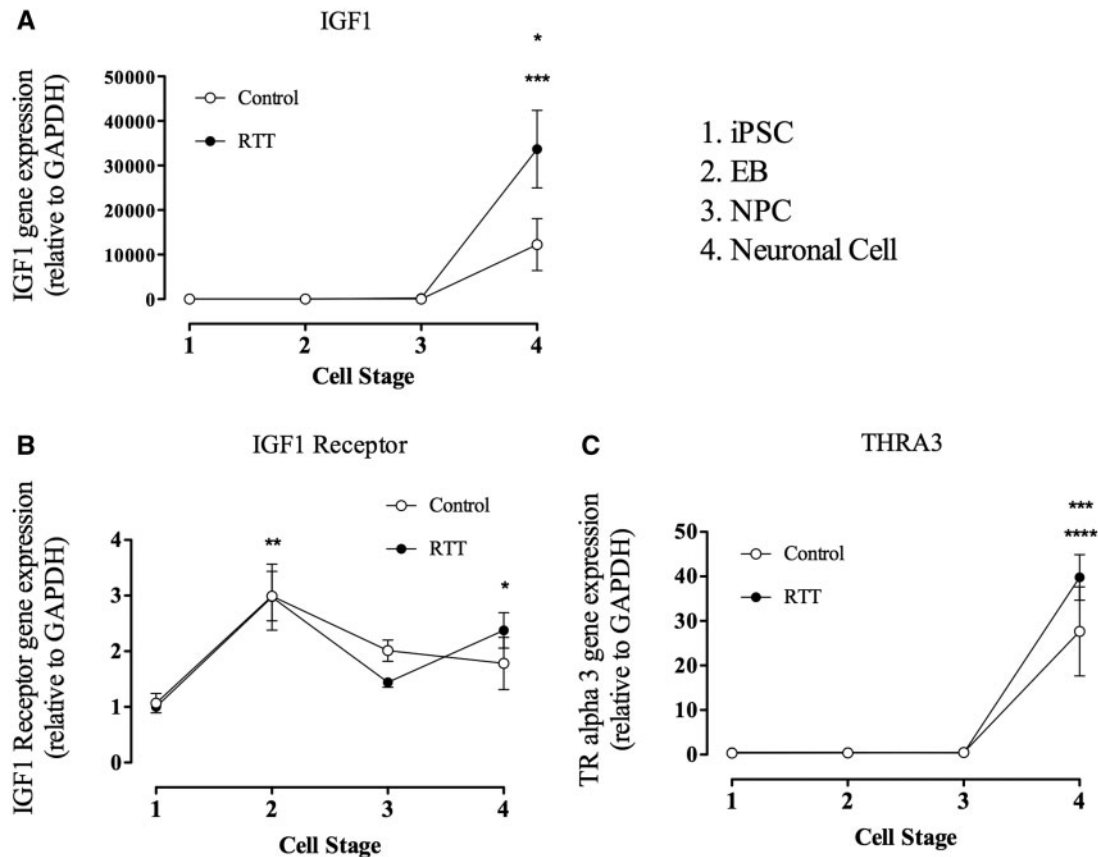 A
IGF1
*
***
IGF1 gene expression
(relative to GAPDH)
50000
40000
30000
20000
10000
0
Control
RTT
1 2 3 4
Cell Stage
1. iPSC
2. EB
3. NPC
4. Neuronal Cell
B
IGF1 Receptor
IGF1 Receptor gene expression
(relative to GAPDH)
4
3
2
1
0
Control
RTT
**
*
1 2 3 4
Cell Stage
C
THRA3
***
****
TR alpha 3 gene expression
(relative to GAPDH)
50
40
30
20
10
0
Control
RTT
1 2 3 4
Cell Stage